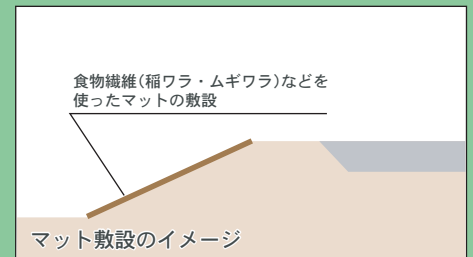 食物繊維(稲ワラ・ムギワラ)などを
使ったマットの敷設
マット敷設のイメージ